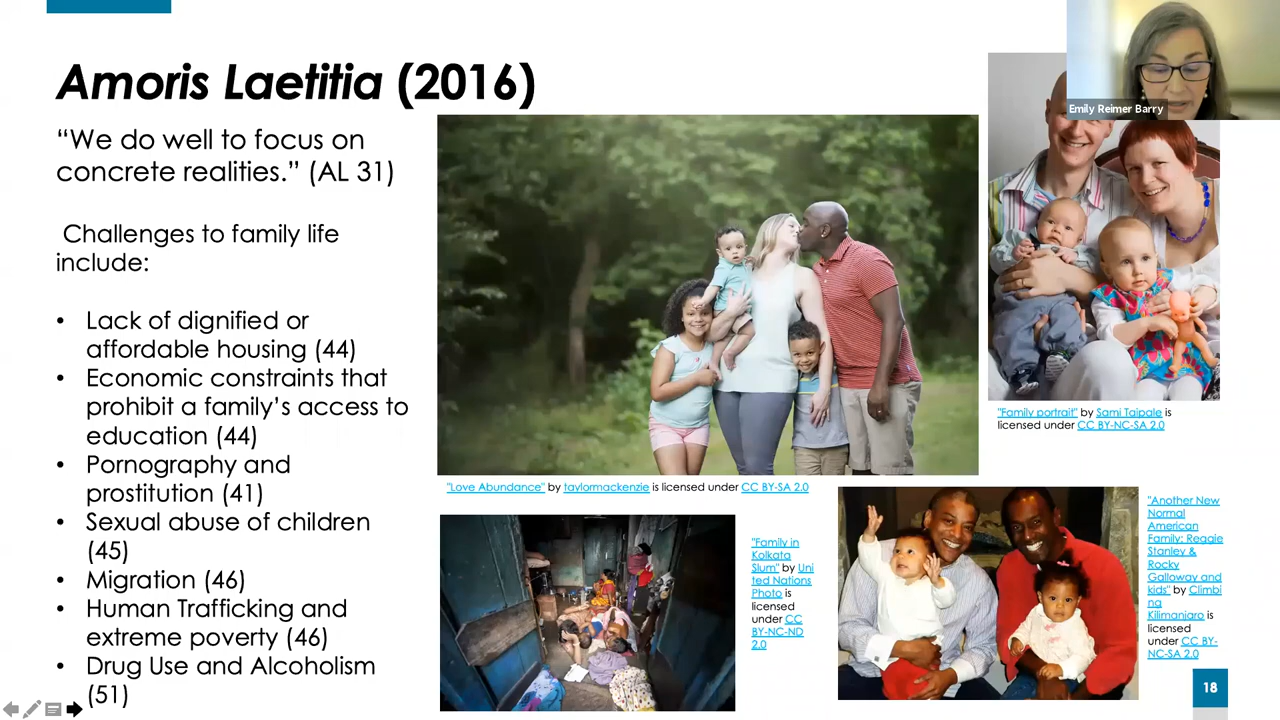 Amoris Laetitia (2016)
“We do well to focus on
concrete realities.” (AL 31)
Challenges to family life
include:
• Lack of dignified or
affordable housing (44)
• Economic constraints that
prohibit a family’s access to
education (44)
• Pornography and
prostitution (41)
• Sexual abuse of children
(45)
• Migration (46)
• Human Trafficking and
extreme poverty (46)
• Drug Use and Alcoholism
(51)
"Love Abundance" by taylormackenzie is licensed under CC BY-SA 2.0
Emily Reimer Barry
"Family portrait" by Sami Taipale is
licensed under CC BY-NC-SA 2.0
"Family in
Kolkata
Slum" by Uni
ted Nations
Photo is
licensed
under CC
BY-NC-ND
2.0
"Another New
Normal
American
Family: Reggie
Stanley &
Rocky
Galloway and
kids" by Climbi
ng
Kilimanjaro is
licensed
under CC BY-
NC-SA 2.0
18